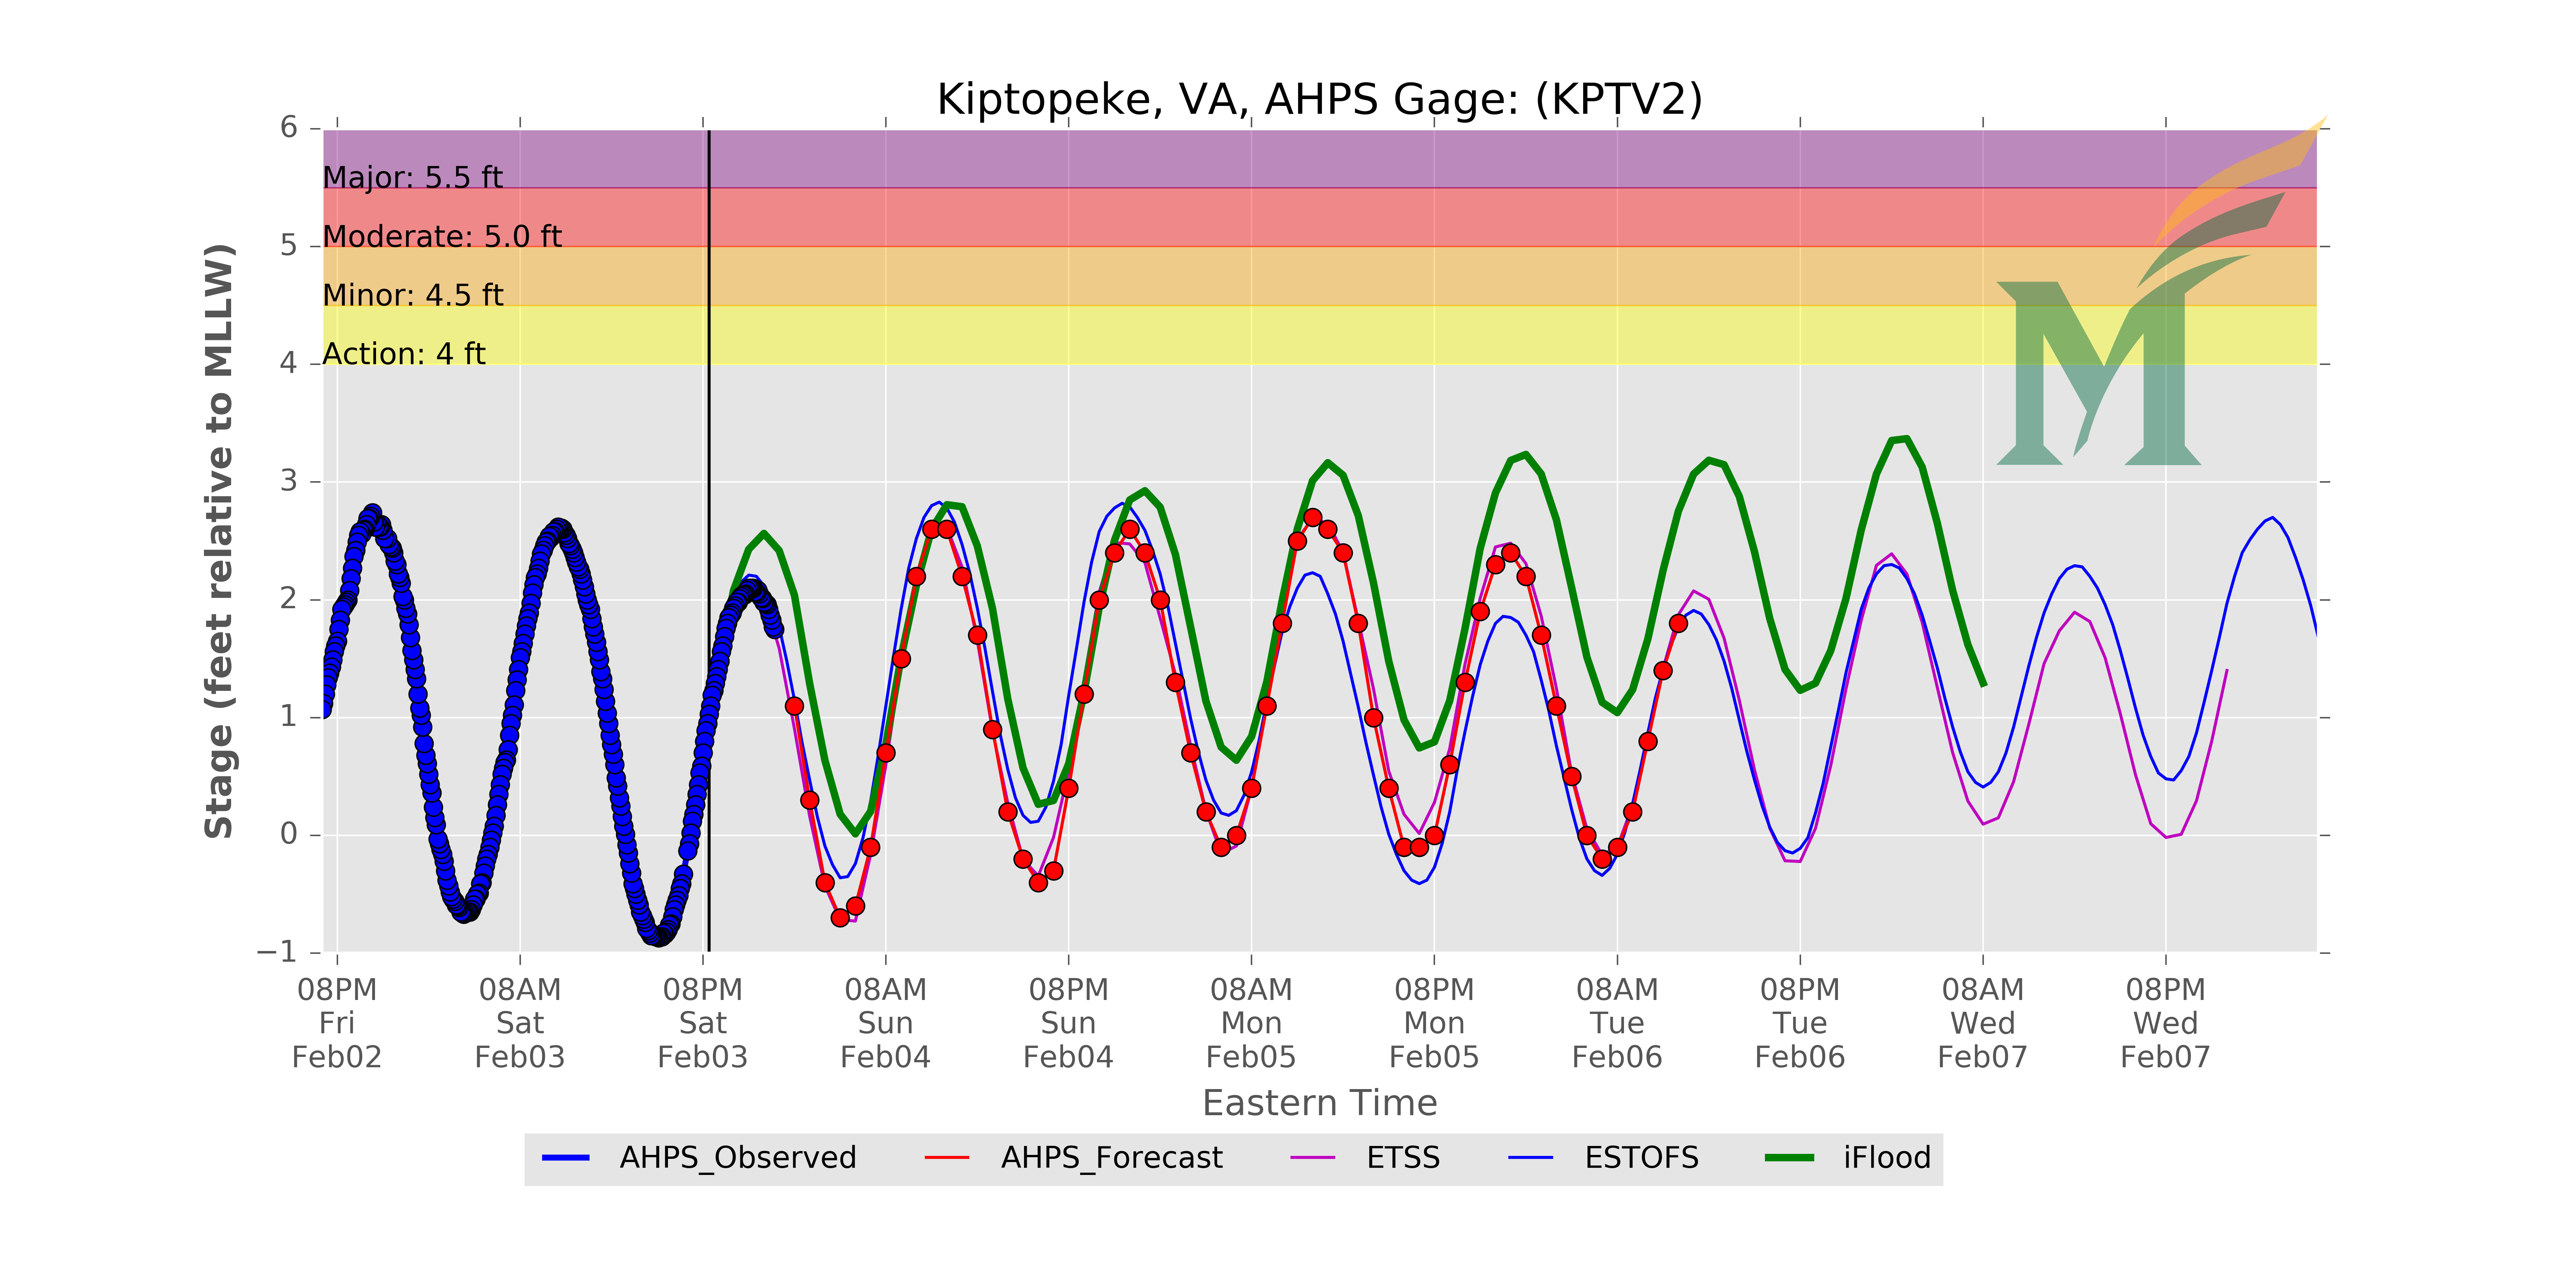 Kiptopeke, VA, AHPS Gage: (KPTV2)
Stage (feet relative to MLLW)
6
5
4
3
2
1
0
−1
Major: 5.5 ft
Moderate: 5.0 ft
Minor: 4.5 ft
Action: 4 ft
M
08PM
Fri
Feb02
08AM
Sat
Feb03
08PM
Sat
Feb03
08AM
Sun
Feb04
08PM
Sun
Feb04
08AM
Mon
Feb05
08PM
Mon
Feb05
08AM
Tue
Feb06
08PM
Tue
Feb06
08AM
Wed
Feb07
08PM
Wed
Feb07
Eastern Time
AHPS_Observed AHPS_Forecast ETSS ESTOFS iFlood